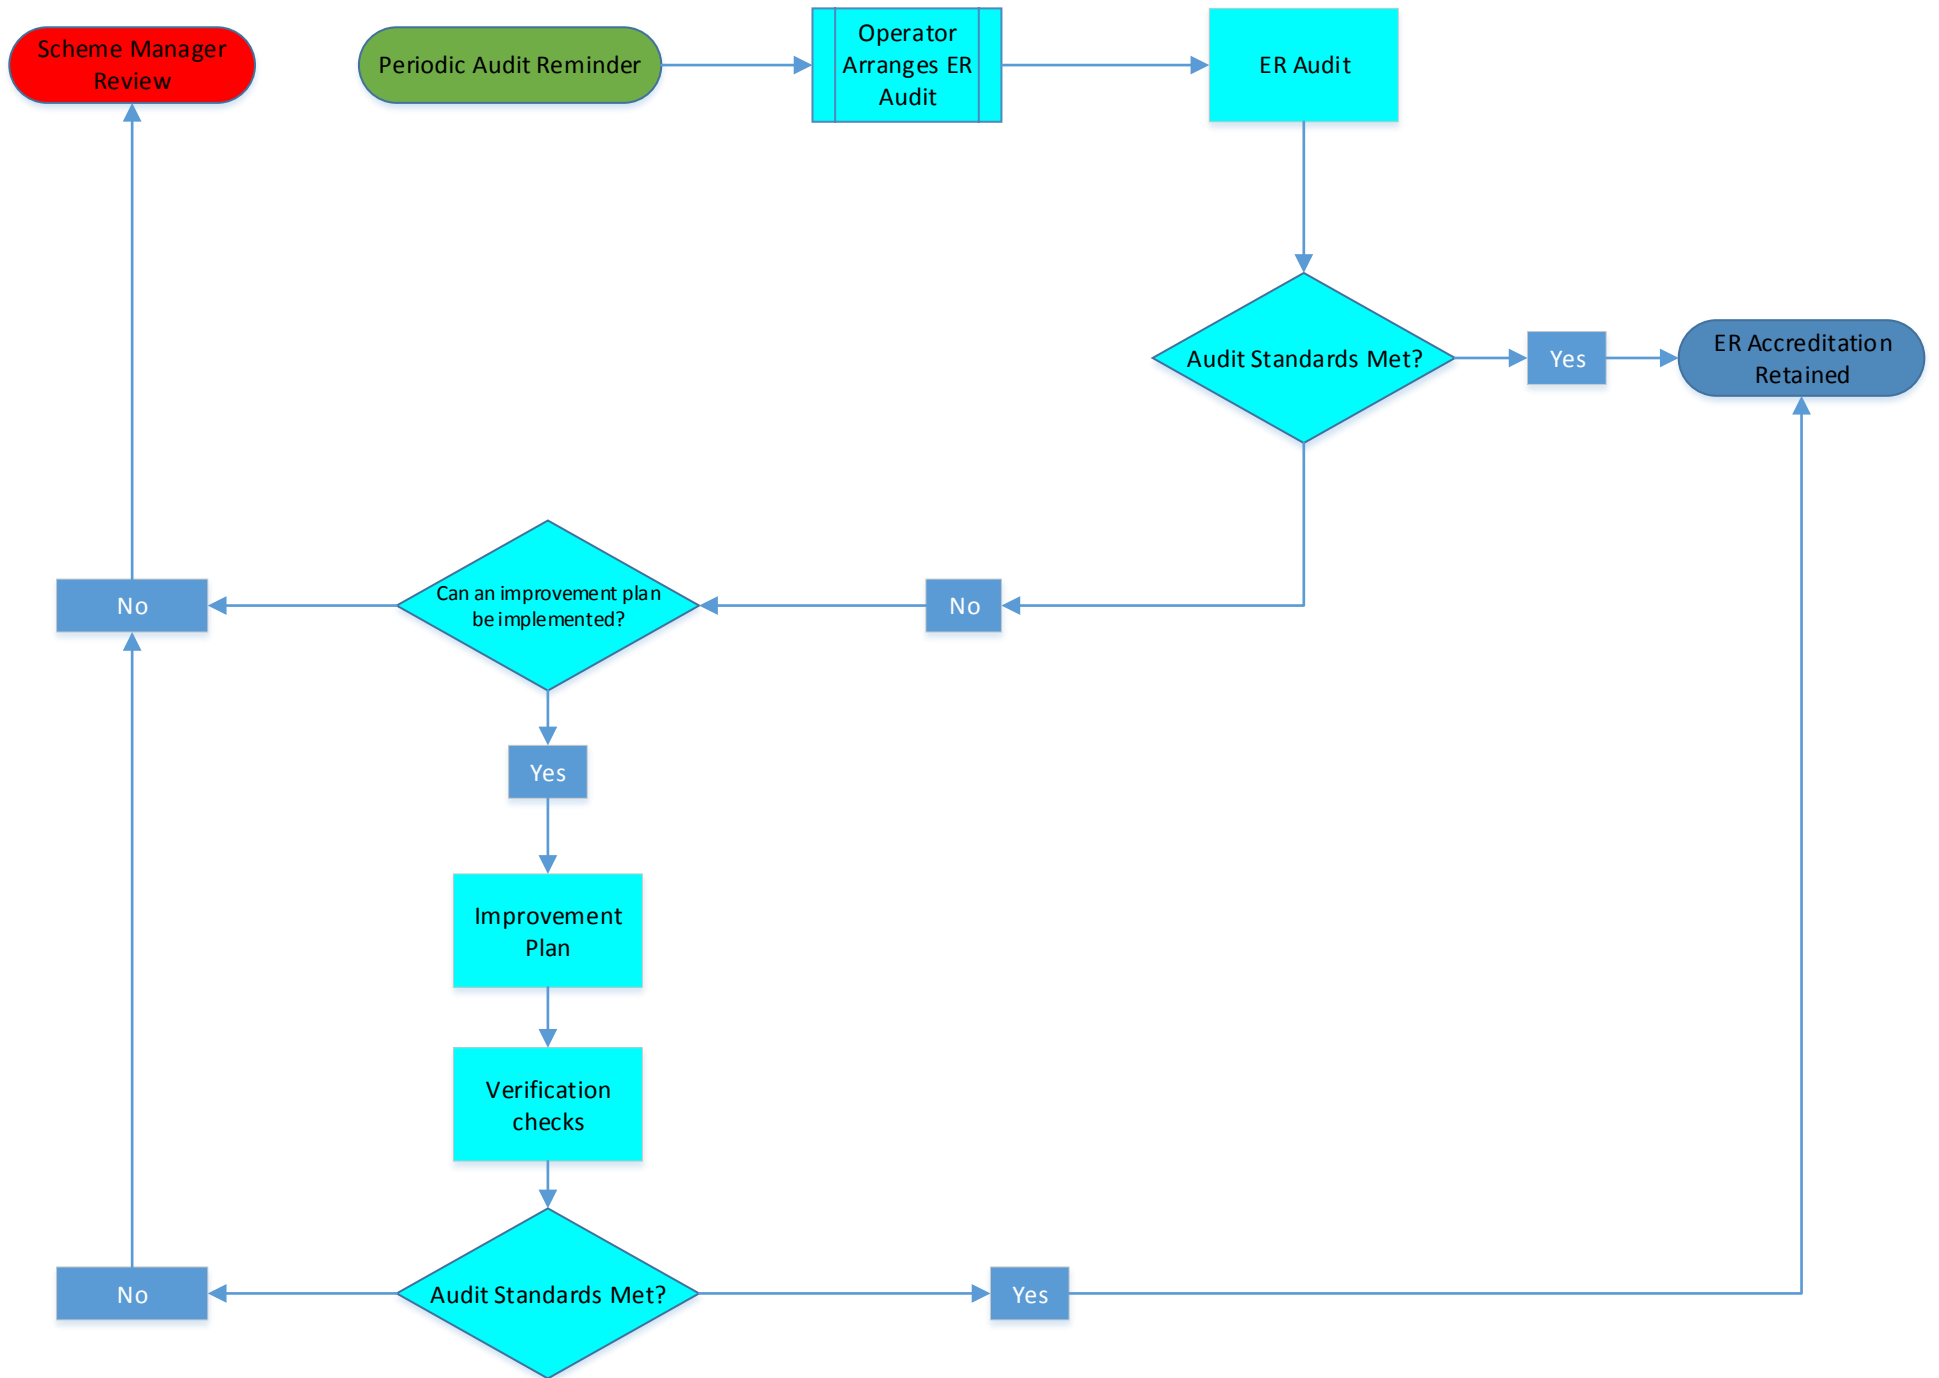 Scheme Manager
Review
Periodic Audit Reminder
Operator
Arranges ER
Audit
ER Audit
Audit Standards Met?
Yes
ER Accreditation
Retained
No
Can an improvement plan
be implemented?
No
Yes
Improvement
Plan
Verification
checks
No
Audit Standards Met?
Yes